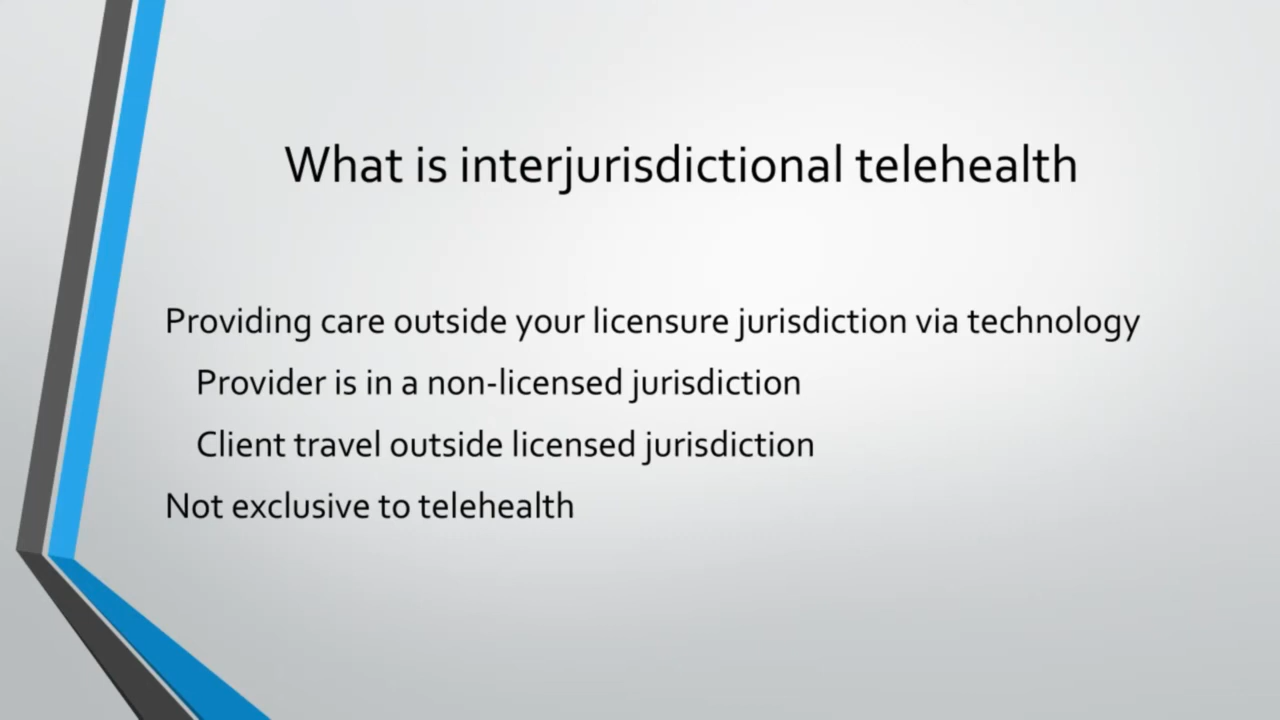 What is interjurisdictional telehealth
Providing care outside your licensure jurisdiction via technology
Provider is in a non-licensed jurisdiction
Client travel outside licensed jurisdiction
Not exclusive to telehealth